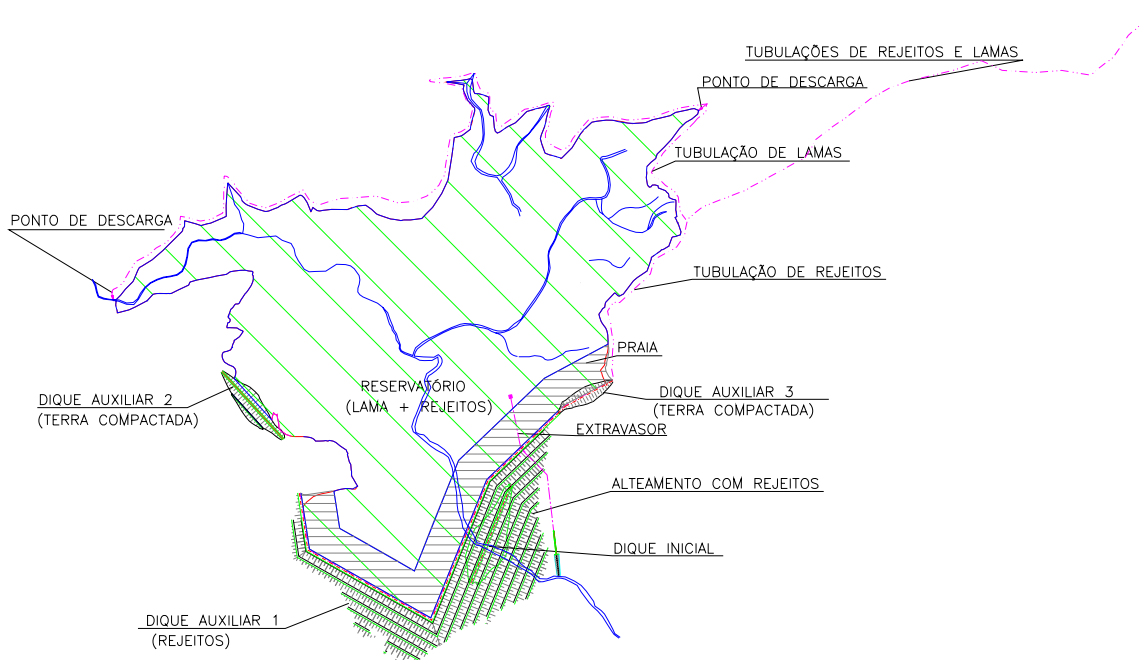 TUBULAÇÕES DE REJEITOS E LAMAS
PONTO DE DESCARGA
TUBULAÇÃO DE LAMAS
PONTO DE DESCARGA
TUBULAÇÃO DE REJEITOS
PRAIA
RESERVATÓRIO
(LAMA + REJEITOS)
DIQUE AUXILIAR 3
(TERRA COMPACTADA)
DIQUE AUXILIAR 2
(TERRA COMPACTADA)
EXTRAVASOR
ALTEAMENTO COM REJEITOS
DIQUE INICIAL
DIQUE AUXILIAR 1
(REJEITOS)